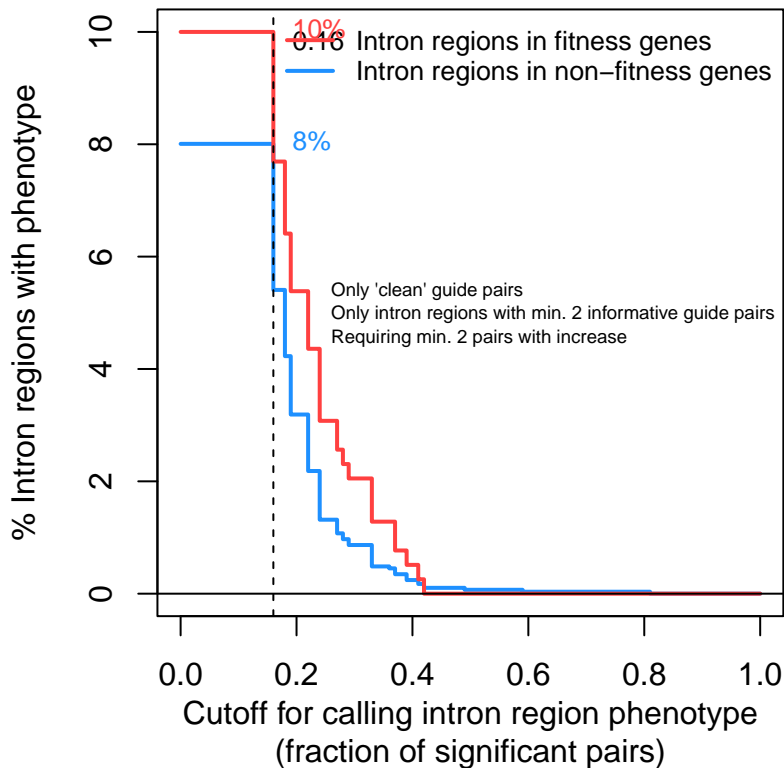 10%
0.16
Intron regions in fitness genes
Intron regions in non−fitness genes
8%
Only 'clean' guide pairs
Only intron regions with min. 2 informative guide pairs
Requiring min. 2 pairs with increase
% Intron regions with phenotype
10
8
6
4
2
0
0.0 0.2 0.4 0.6 0.8 1.0
Cutoff for calling intron region phenotype
(fraction of significant pairs)